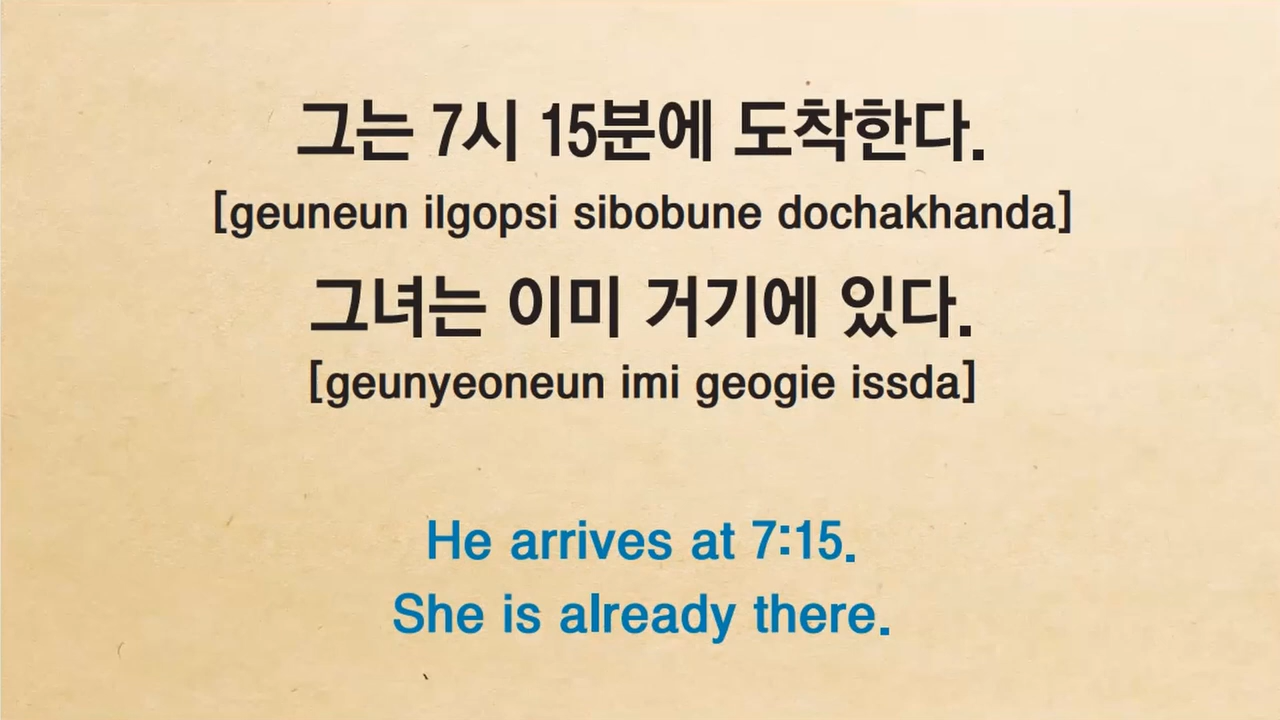 그는 7시 15분에 도착한다.
[geuneun ilgopsi sibobune dochakhanda]
그녀는 이미 거기에 있다.
[geunyeoneun imi geogie issda]
He arrives at 7:15.
She is already there.